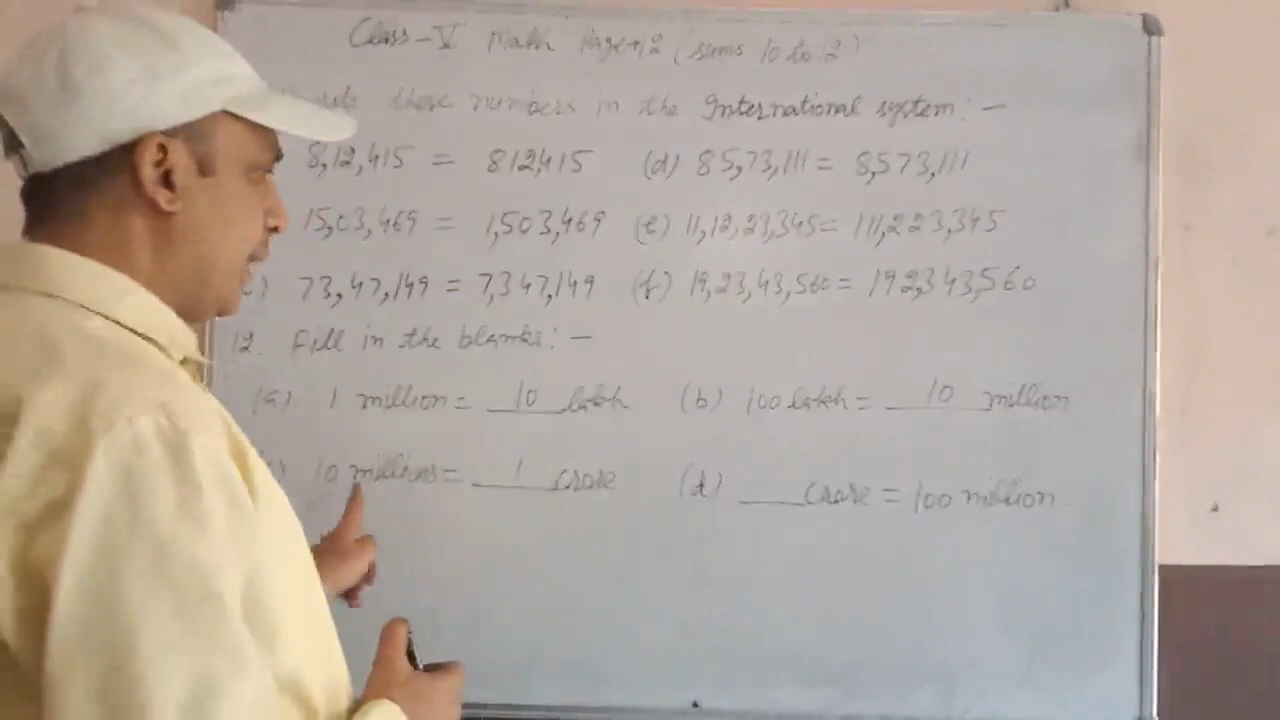 Class-V Math Page-12 (sums 10 to 12)
these numbers in the International system:-
8,12,415 = 812,415 (d) 85,73,111 = 8,573,111
15,03,469 = 1,503,469 (e) 11,12,23,345 = 111,223,345
73,47,149 = 7,347,149 (f) 19,23,43,560 = 192,343,560
12. Fill in the blanks:-
(a) 1 million = 10 lakh (b) 100 lakh = 10 million
10 millions = 1 crore (d) ___ crore = 100 million